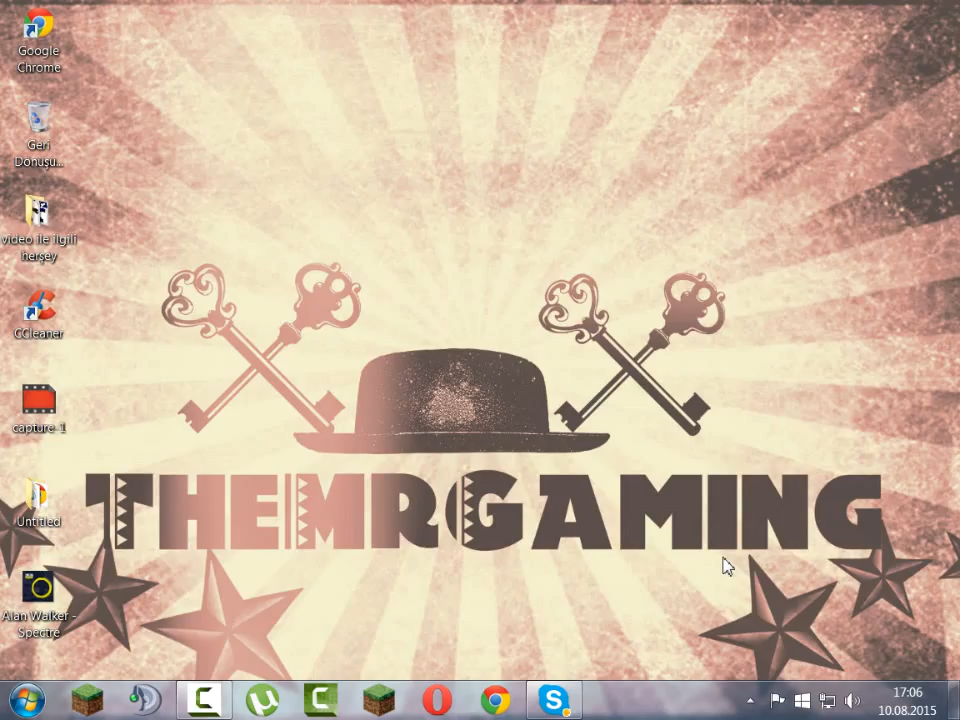 Google
Chrome
Geri
Dönüşü...
video ile ilgili
herşey
CCleaner
capture-1
Untitled
Alan Walker -
Spectre
THEMRGAMING
17:06
10.08.2015